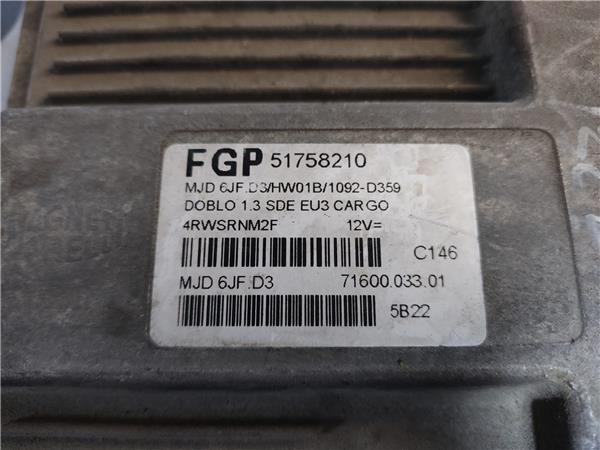 FGP 51758210
MJD 6JF.D3/HW01B/1092-D359
DOBLO 1.3 SDE EU3 CARGO
4RWSRNM2F 12V=
C146
MJD 6JF.D3 71600.033.01
5B22